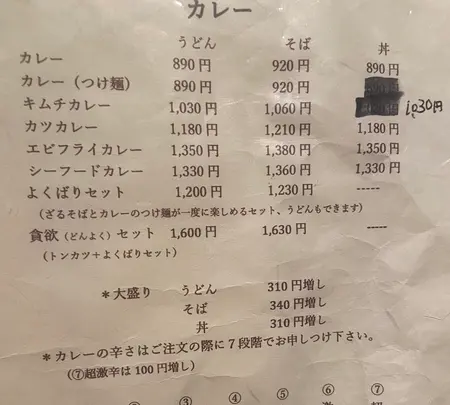 カレー
うどん そば 丼
カレー 890円 920円 890円
カレー（つけ麺） 890円 920円
キムチカレー 1,030円 1,060円 1030円
カツカレー 1,180円 1,210円 1,180円
エビフライカレー 1,350円 1,380円 1,350円
シーフードカレー 1,330円 1,360円 1,330円
よくばりセット 1,200円 1,230円 -----
（ざるそばとカレーのつけ麺が一度に楽しめるセット、うどんもできます）
貪欲（どんよく）セット 1,600円 1,630円 -----
（トンカツ＋よくばりセット）
＊大盛り うどん 310円増し
そば 340円増し
丼 310円増し
＊カレーの辛さはご注文の際に７段階でお申しつけ下さい。
（⑦超激辛は100円増し）
③ ④ ⑤ ⑥ ⑦